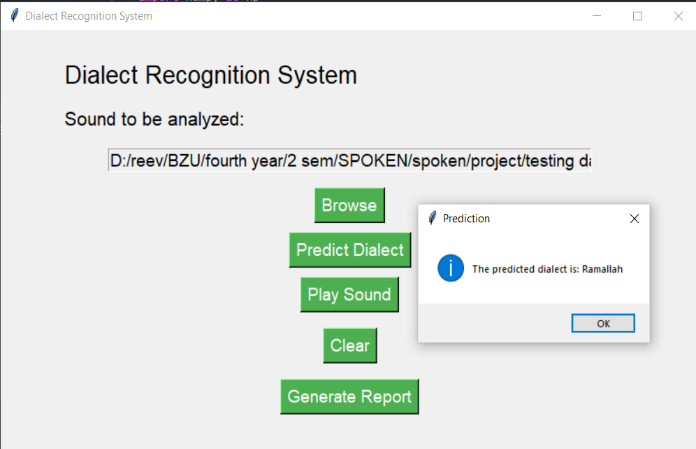 Dialect Recognition System
Dialect Recognition System
Sound to be analyzed:
D:/reev/BZU/fourth year/2 sem/SPOKEN/spoken/project/testing da
Browse
Predict Dialect
Play Sound
Clear
Generate Report
Prediction
The predicted dialect is: Ramallah
OK